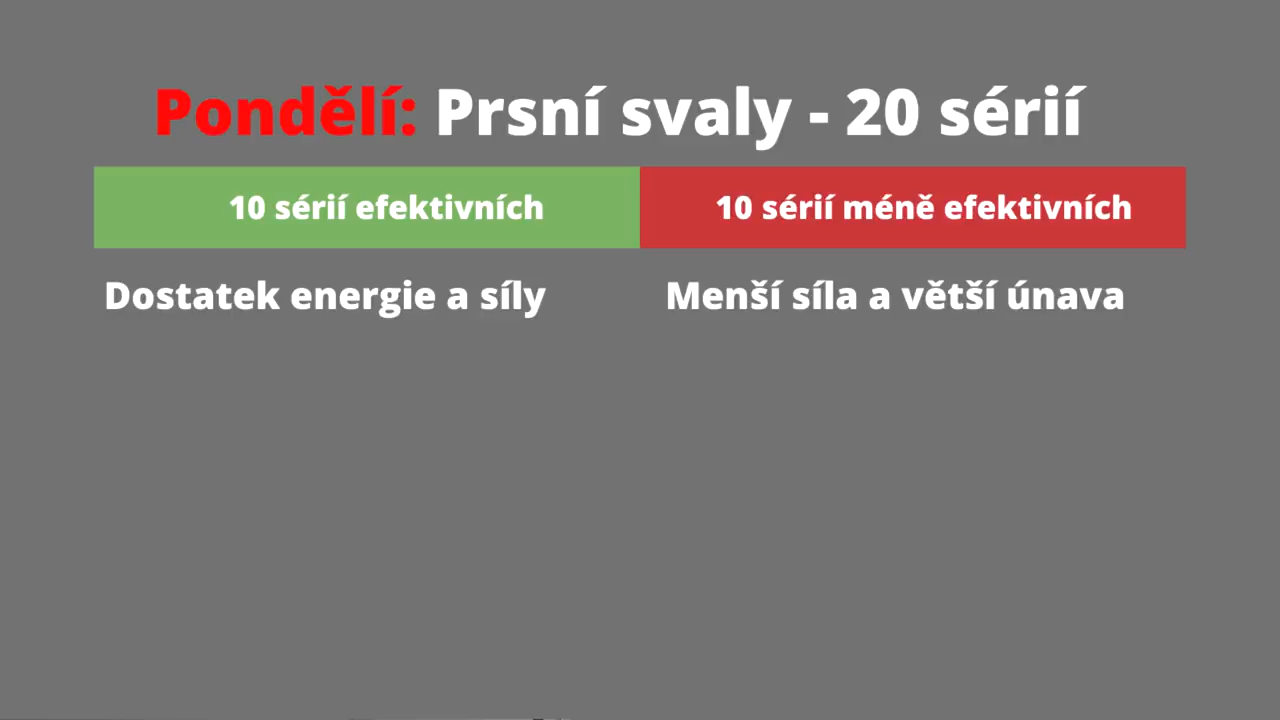 Pondělí: Prsní svaly - 20 sérií
10 sérií efektivních
10 sérií méně efektivních
Dostatek energie a síly
Menší síla a větší únava